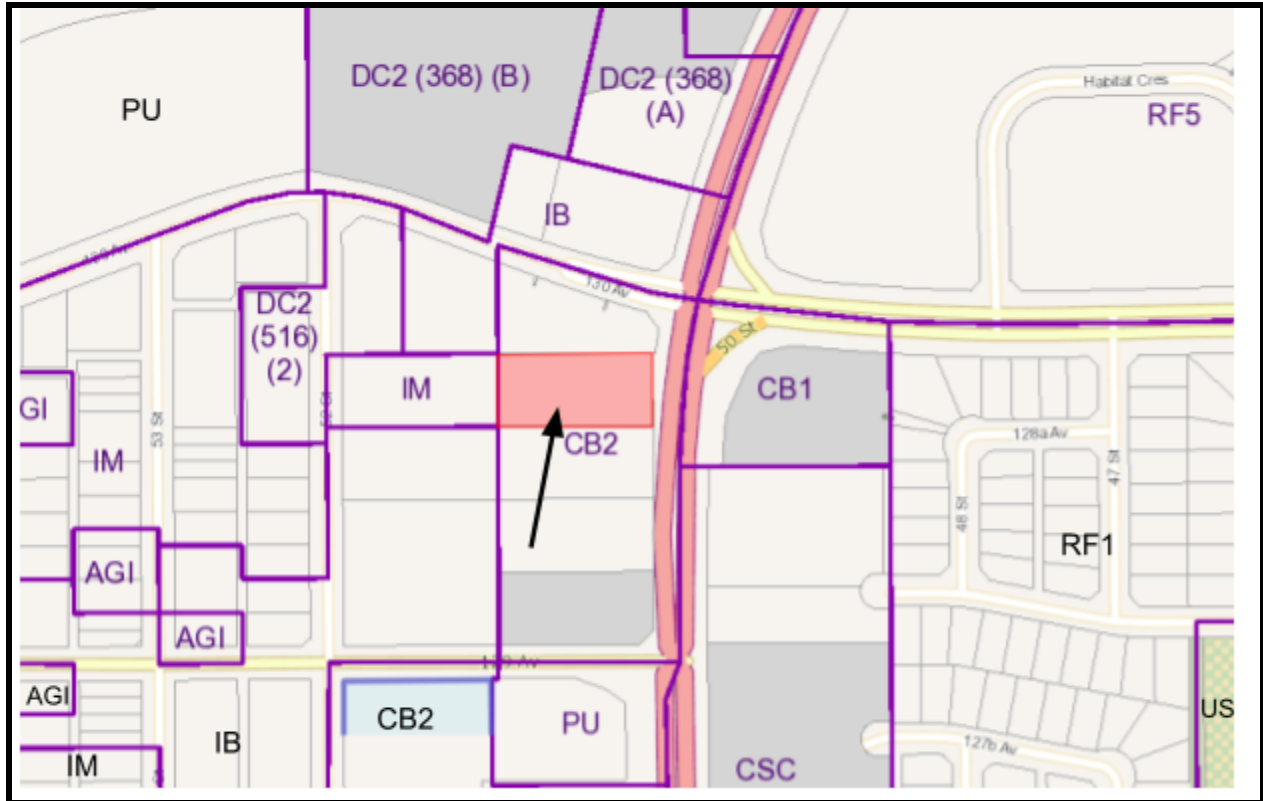 DC2 (368) (B)
DC2 (368)
(A)
Habitat Cres
RF5
PU
IB
130 Av
50 St
DC2
(516)
(2)
IM
CB1
GI
53 St
IM
CB2
128a Av
47 St
48 St
RF1
AGI
AGI
AGI
CB2
PU
US
IB
IM
127b Av
CSC